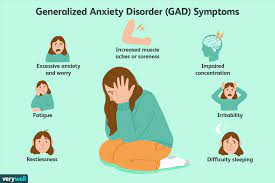 Generalized Anxiety Disorder (GAD) Symptoms
Excessive anxiety
and worry
Increased muscle
aches or soreness
Impaired
concentration
Fatigue
Irritability
Restlessness
Difficulty sleeping
verywell